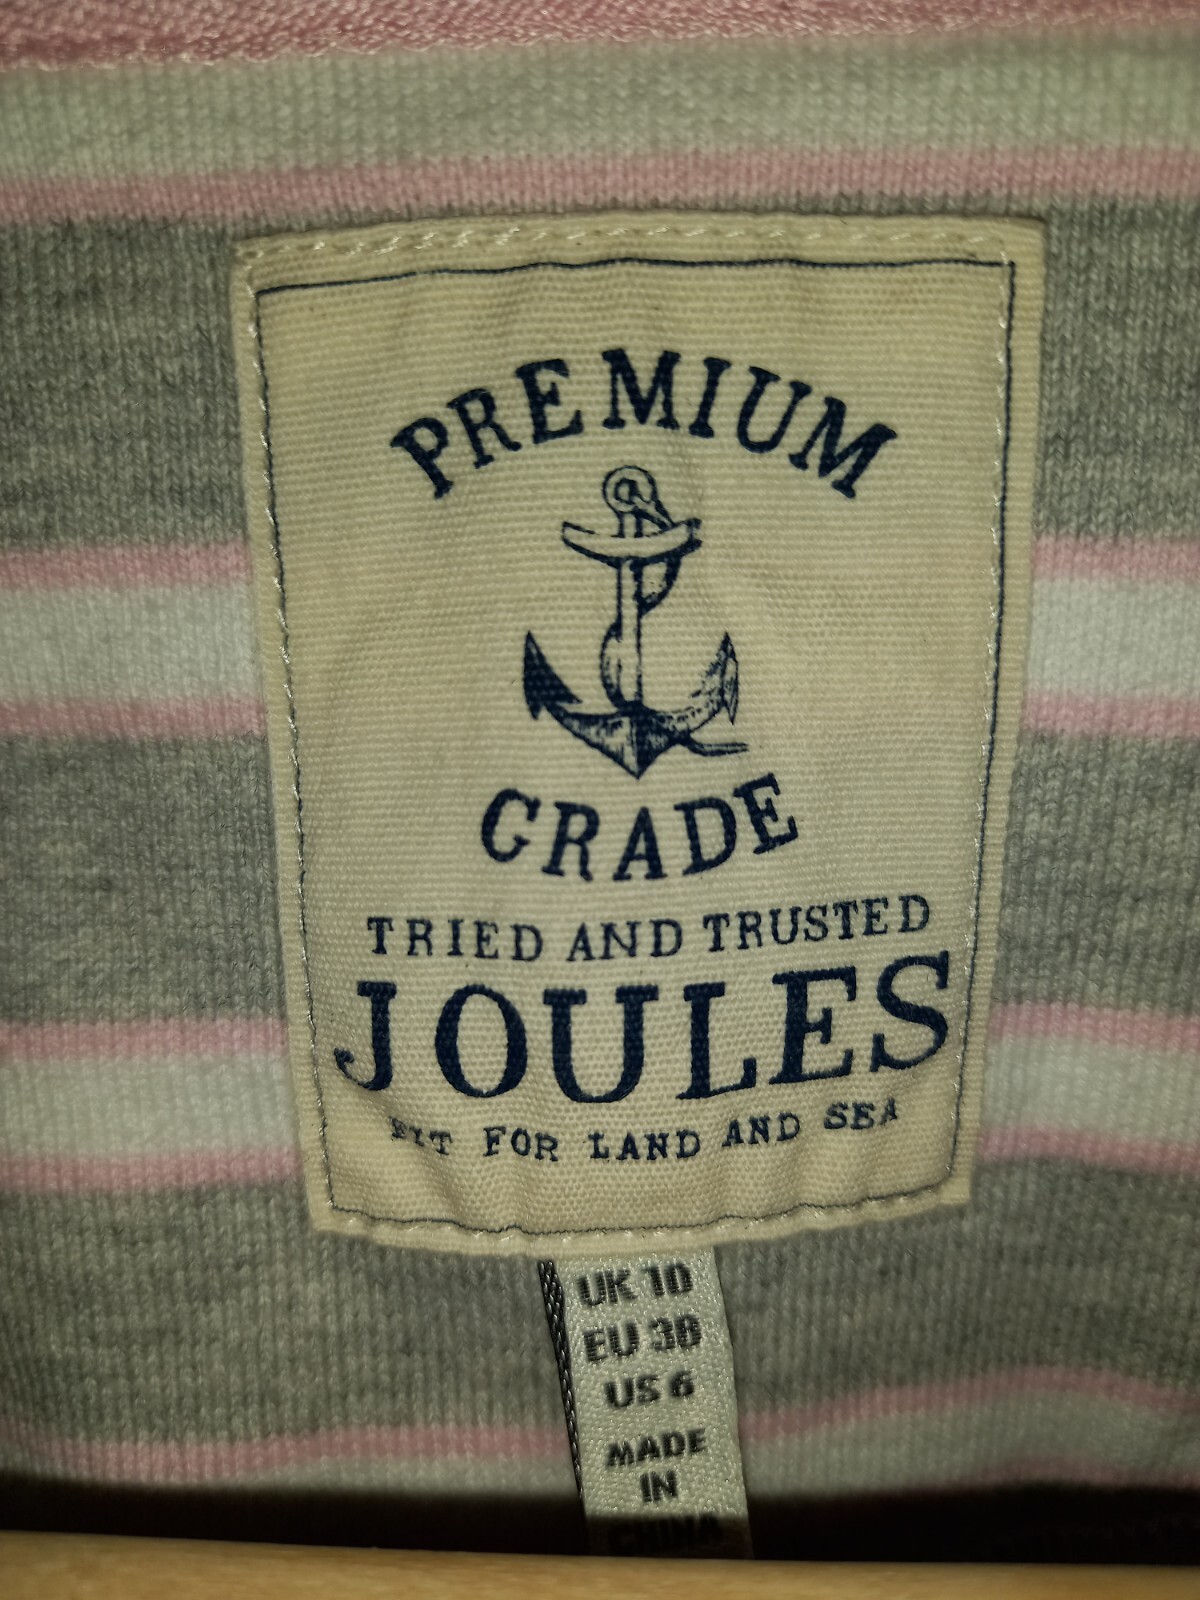 PREMIUM
GRADE
TRIED AND TRUSTED
JOULES
FIT FOR LAND AND SEA
UK 10
EU 38
US 6
MADE
IN
CHINA